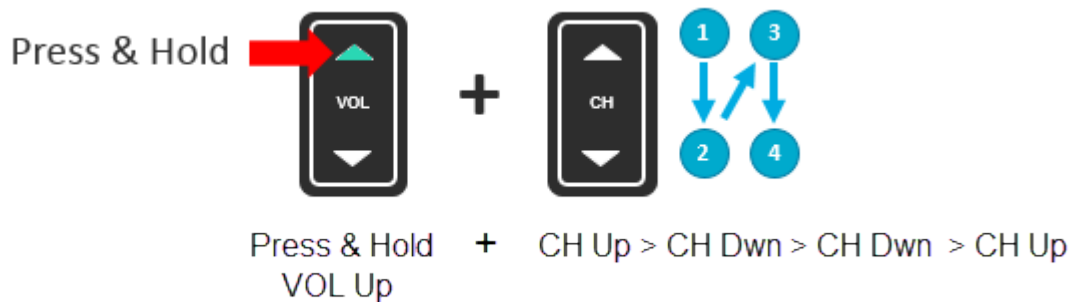 Press & Hold
VOL
+
CH
1
3
2
4
Press & Hold + CH Up > CH Dwn > CH Dwn > CH Up
VOL Up